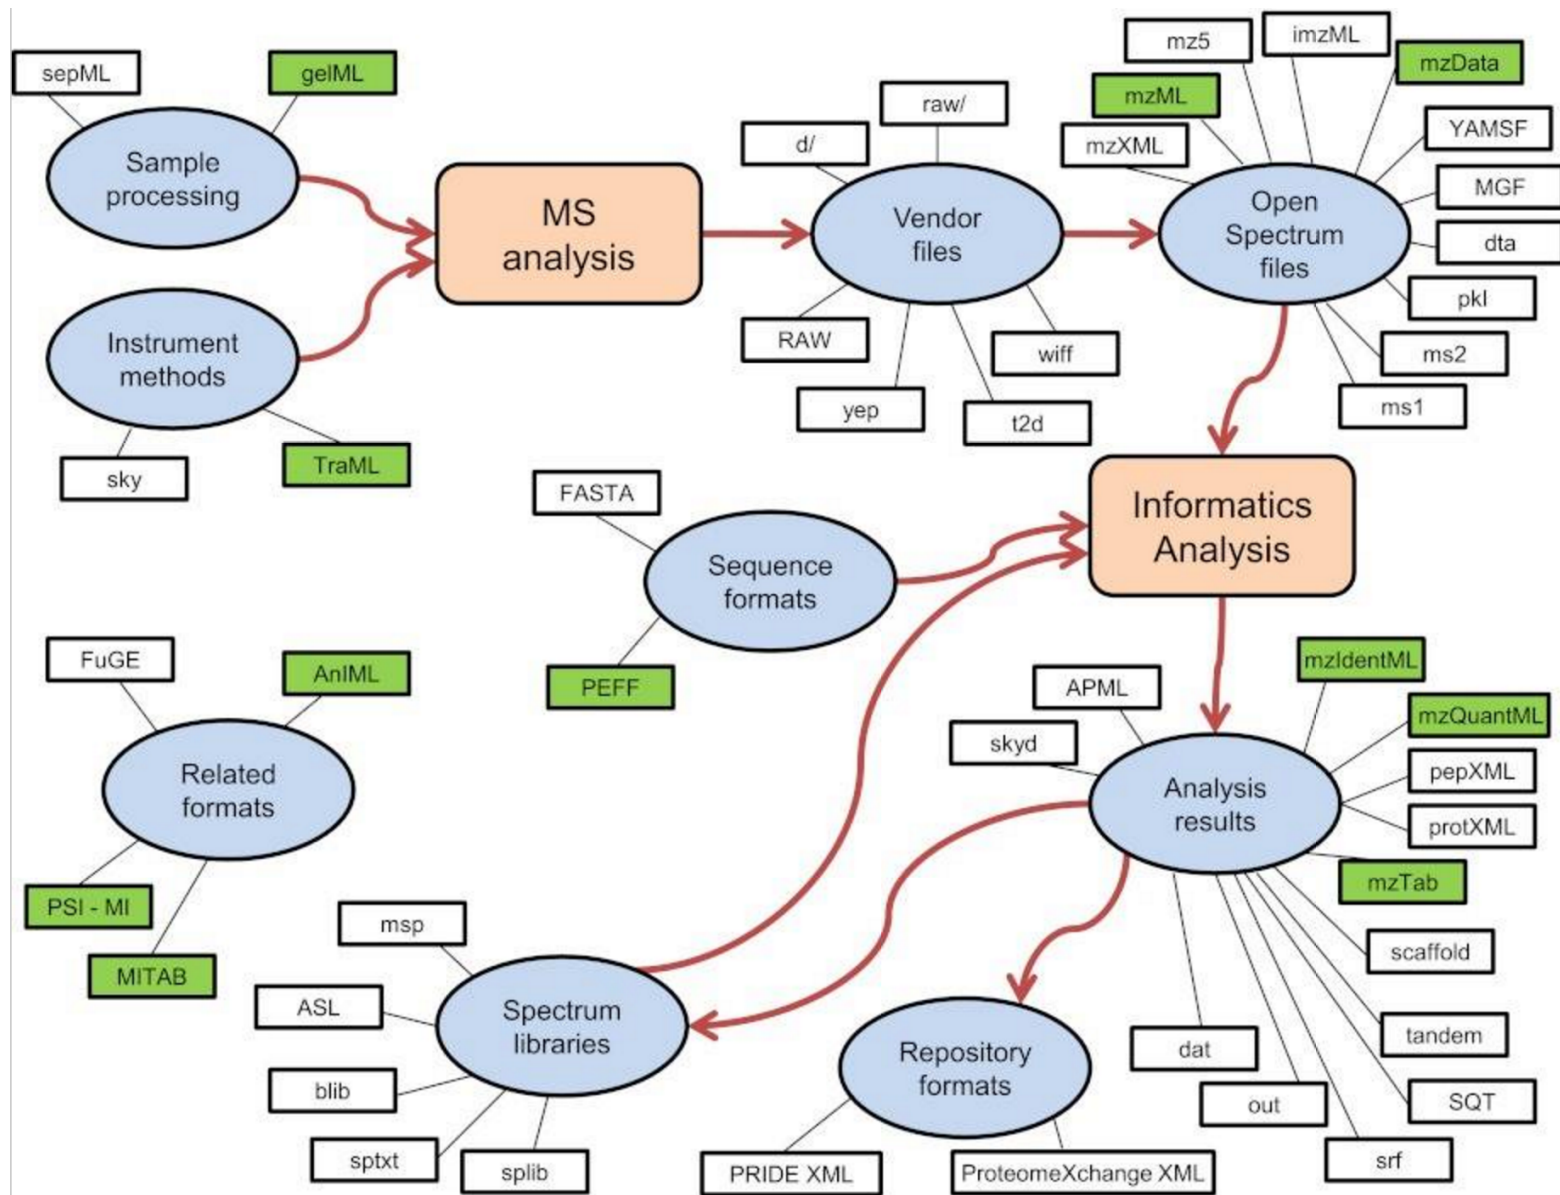 sepML
gelML
Sample
processing
Instrument
methods
sky
TraML
MS
analysis
raw/
d/
Vendor
files
RAW
yep
t2d
wiff
mz5
imzML
mzData
mzML
mzXML
YAMSF
MGF
dta
pkl
ms2
ms1
Open
Spectrum
files
FASTA
Sequence
formats
PEFF
Informatics
Analysis
FuGE
AnIML
Related
formats
PSI - MI
MITAB
mzIdentML
mzQuantML
APML
skyd
pepXML
protXML
mzTab
Analysis
results
scaffold
tandem
SQT
srf
out
dat
msp
ASL
Spectrum
libraries
blib
sptxt
splib
Repository
formats
PRIDE XML
ProteomeXchange XML